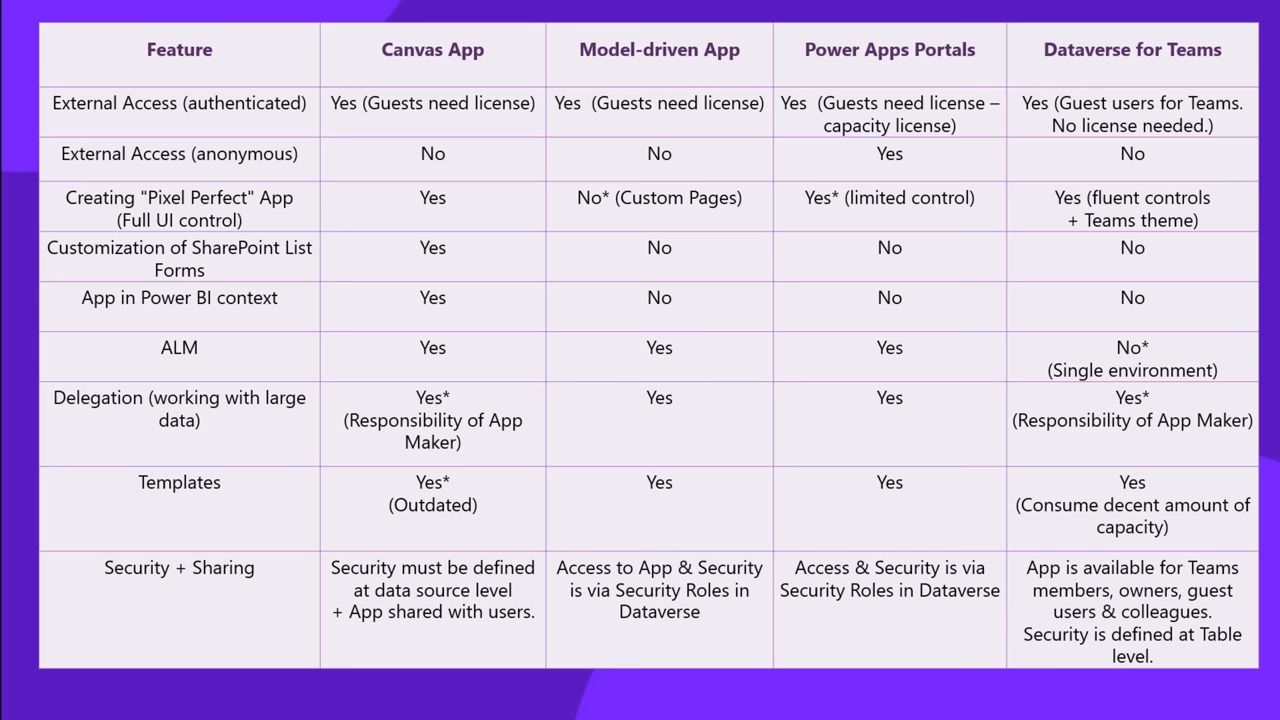 Feature
Canvas App
Model-driven App
Power Apps Portals
Dataverse for Teams
External Access (authenticated)
Yes (Guests need license)
Yes  (Guests need license)
Yes  (Guests need license –
capacity license)
Yes (Guest users for Teams.
No license needed.)
External Access (anonymous)
No
No
Yes
No
Creating "Pixel Perfect" App
(Full UI control)
Yes
No* (Custom Pages)
Yes* (limited control)
Yes (fluent controls
+ Teams theme)
Customization of SharePoint List
Forms
Yes
No
No
No
App in Power BI context
Yes
No
No
No
ALM
Yes
Yes
Yes
No*
(Single environment)
Delegation (working with large
data)
Yes*
(Responsibility of App
Maker)
Yes
Yes
Yes*
(Responsibility of App Maker)
Templates
Yes*
(Outdated)
Yes
Yes
Yes
(Consume decent amount of
capacity)
Security + Sharing
Security must be defined
at data source level
+ App shared with users.
Access to App & Security
is via Security Roles in
Dataverse
Access & Security is via
Security Roles in Dataverse
App is available for Teams
members, owners, guest
users & colleagues.
Security is defined at Table
level.